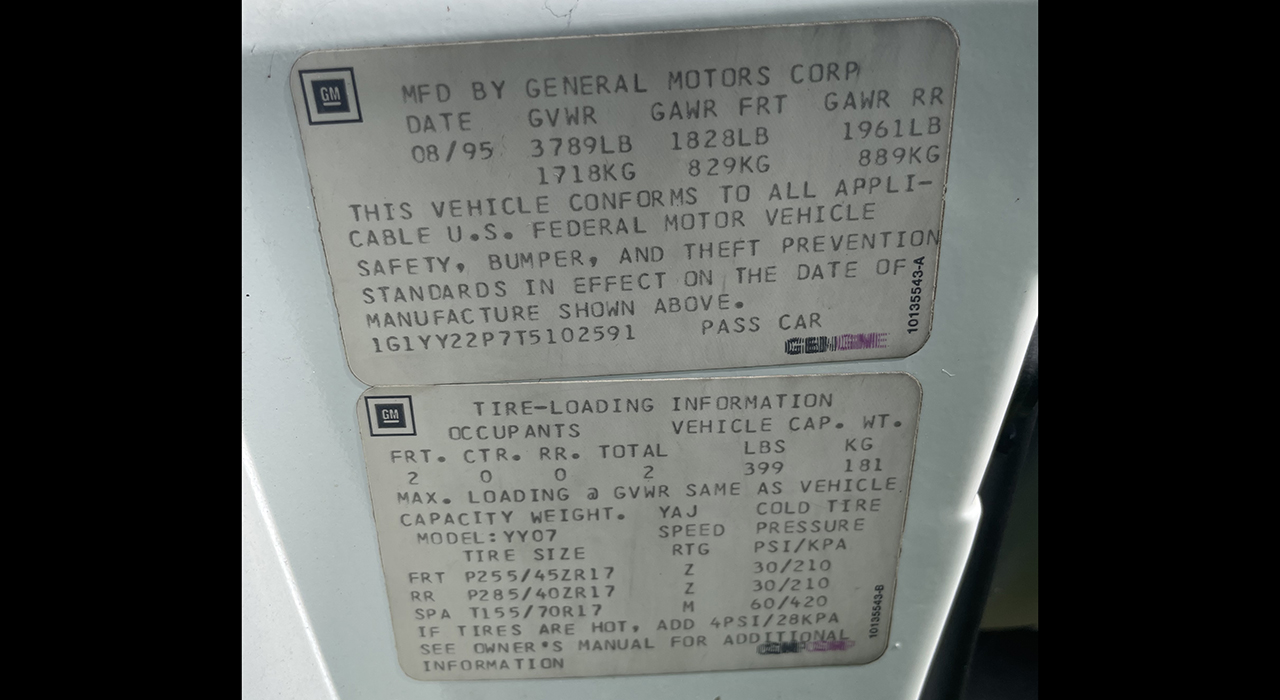 GM
MFD BY GENERAL MOTORS CORP
DATE GVWR GAWR FRT GAWR RR
08/95 3789LB 1828LB 1961LB
1718KG 829KG 889KG
THIS VEHICLE CONFORMS TO ALL APPLI-
CABLE U.S. FEDERAL MOTOR VEHICLE
SAFETY, BUMPER, AND THEFT PREVENTION
STANDARDS IN EFFECT ON THE DATE OF
MANUFACTURE SHOWN ABOVE.
1G1YY22P7T5102591 PASS CAR
10135543-A
GM
TIRE-LOADING INFORMATION
OCCUPANTS VEHICLE CAP. WT.
FRT. CTR. RR. TOTAL LBS KG
2 0 0 2 399 181
MAX. LOADING @ GVWR SAME AS VEHICLE
CAPACITY WEIGHT. YAJ COLD TIRE
MODEL:YY07 SPEED PRESSURE
TIRE SIZE RTG PSI/KPA
FRT P255/45ZR17 Z 30/210
RR P285/40ZR17 Z 30/210
SPA T155/70R17 M 60/420
IF TIRES ARE HOT, ADD 4PSI/28KPA
SEE OWNER'S MANUAL FOR ADDITIONAL
INFORMATION
10135543-B